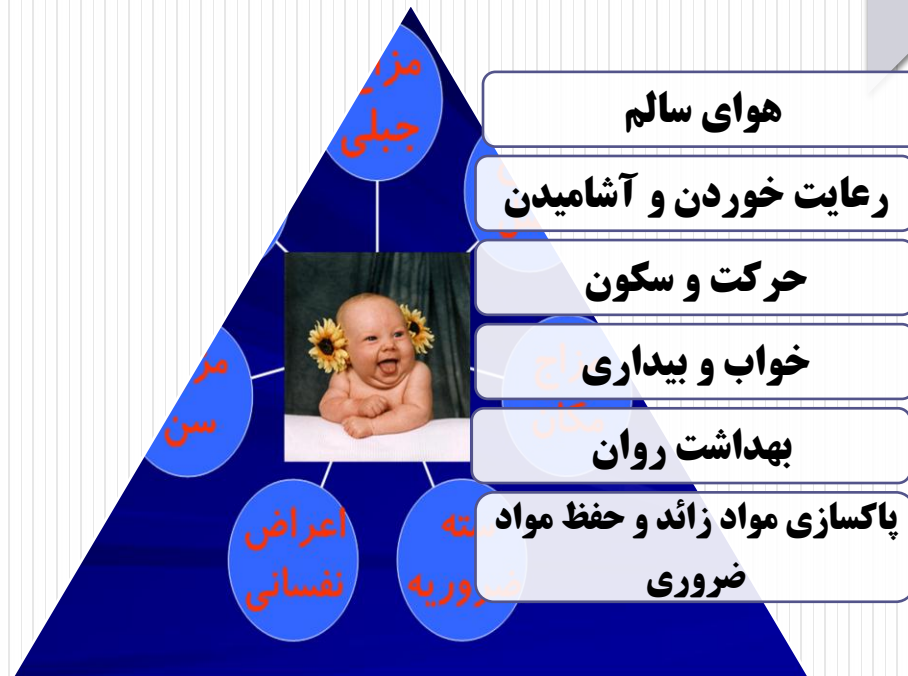 هوای سالم
رعایت خوردن و آشامیدن
حرکت و سکون
خواب و بیداری
بهداشت روان
پاکسازی مواد زائد و حفظ مواد
ضروری
جبلی
مکان
سن
اعراض
نفسانی